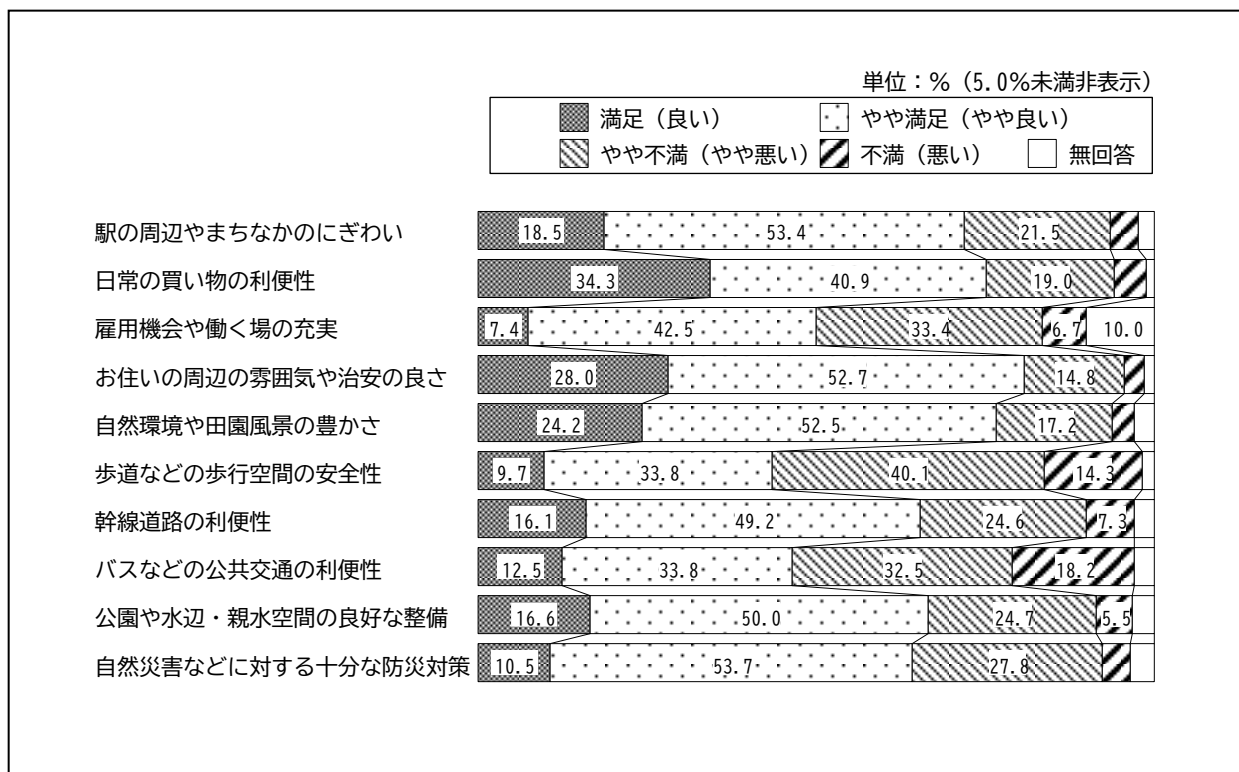 単位：％（5.0％未満非表示）
満足（良い） やや満足（やや良い）
やや不満（やや悪い） 不満（悪い） 無回答
駅の周辺やまちなかのにぎわい 18.5 53.4 21.5
日常の買い物の利便性 34.3 40.9 19.0
雇用機会や働く場の充実 7.4 42.5 33.4 6.7 10.0
お住いの周辺の雰囲気や治安の良さ 28.0 52.7 14.8
自然環境や田園風景の豊かさ 24.2 52.5 17.2
歩道などの歩行空間の安全性 9.7 33.8 40.1 14.3
幹線道路の利便性 16.1 49.2 24.6 7.3
バスなどの公共交通の利便性 12.5 33.8 32.5 18.2
公園や水辺・親水空間の良好な整備 16.6 50.0 24.7 5.5
自然災害などに対する十分な防災対策 10.5 53.7 27.8